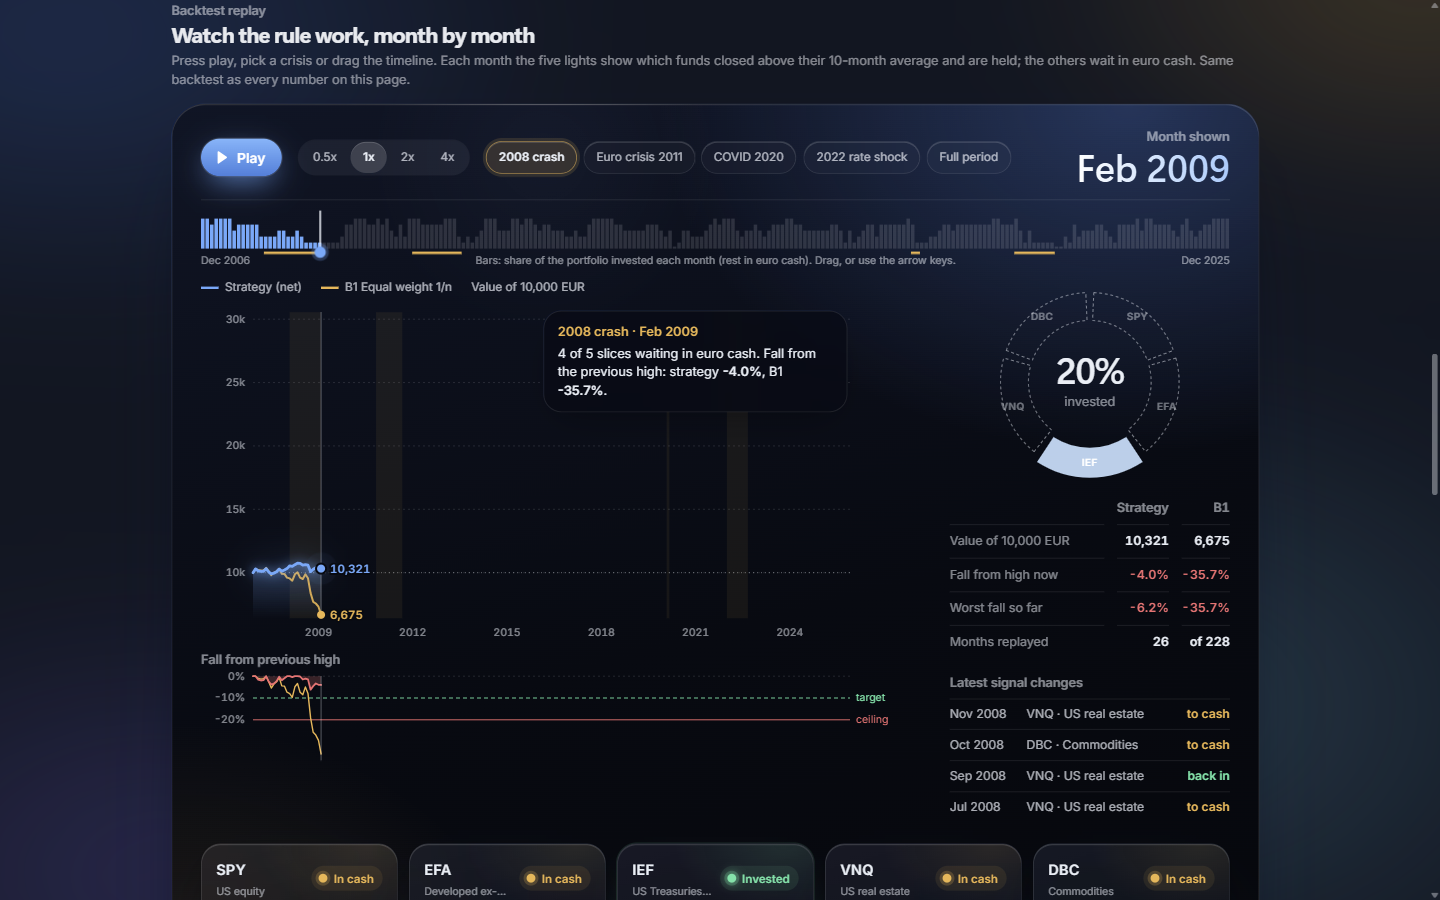 Backtest replay
Watch the rule work, month by month
Press play, pick a crisis or drag the timeline. Each month the five lights show which funds closed above their 10-month average and are held; the others wait in euro cash. Same
backtest as every number on this page.
Play
0.5x 1x 2x 4x
2008 crash Euro crisis 2011 COVID 2020 2022 rate shock Full period
Month shown
Feb 2009
Dec 2006 Bars: share of the portfolio invested each month (rest in euro cash). Drag, or use the arrow keys. Dec 2025
Strategy (net) B1 Equal weight 1/n Value of 10,000 EUR
30k
25k
20k
15k
10k
2008 crash · Feb 2009
4 of 5 slices waiting in euro cash. Fall from
the previous high: strategy -4.0%, B1
-35.7%.
10,321
6,675
2009 2012 2015 2018 2021 2024
Fall from previous high
0%
-10% target
-20% ceiling
DBC SPY
20%
invested
VNQ EFA
IEF
Strategy B1
Value of 10,000 EUR 10,321 6,675
Fall from high now -4.0% -35.7%
Worst fall so far -6.2% -35.7%
Months replayed 26 of 228
Latest signal changes
Nov 2008 VNQ · US real estate to cash
Oct 2008 DBC · Commodities to cash
Sep 2008 VNQ · US real estate back in
Jul 2008 VNQ · US real estate to cash
SPY In cash
US equity
EFA In cash
Developed ex-...
IEF Invested
US Treasuries...
VNQ In cash
US real estate
DBC In cash
Commodities